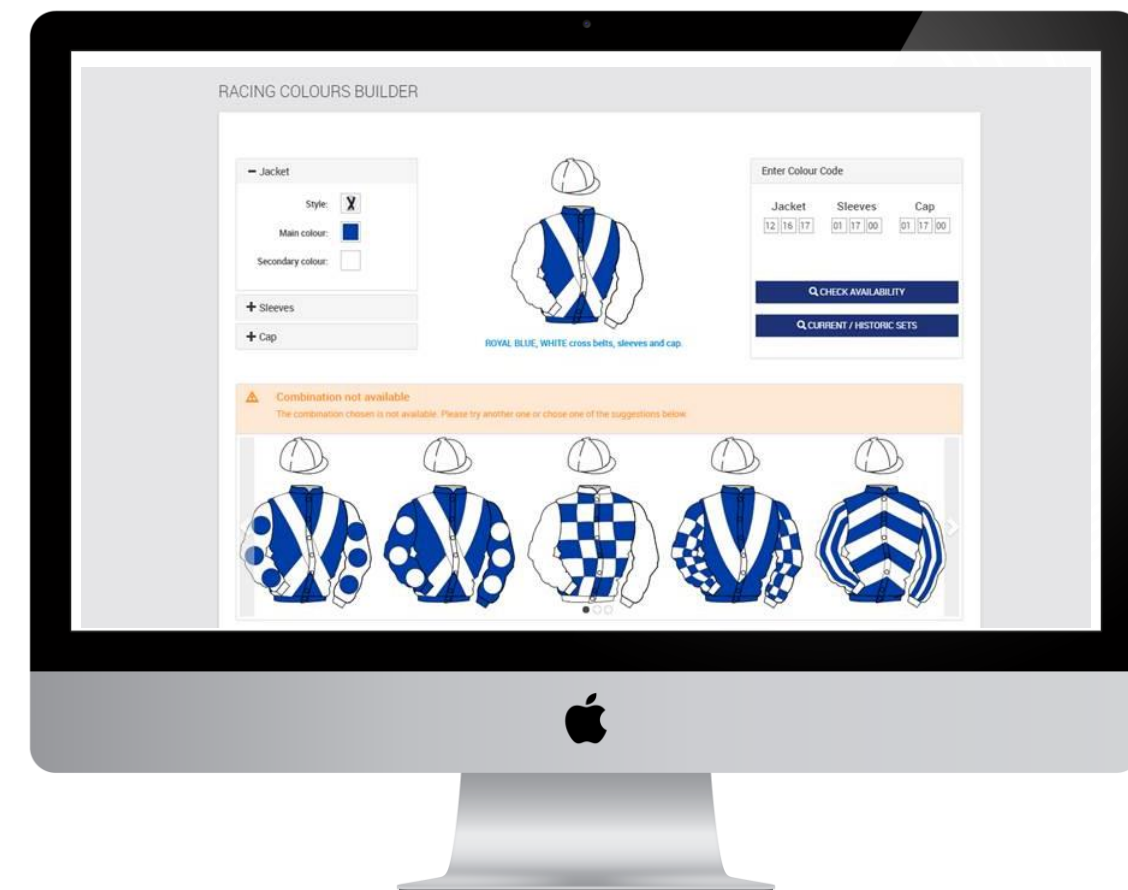 RACING COLOURS BUILDER
Jacket
Style:
Main colour:
Secondary colour:
Sleeves
Cap
ROYAL BLUE, WHITE cross belts, sleeves and cap.
Enter Colour Code
Jacket Sleeves Cap
12 16 17 01 17 00 01 17 00
CHECK AVAILABILITY
CURRENT / HISTORIC SETS
Combination not available
The combination chosen is not available. Please try another one or chose one of the suggestions below.